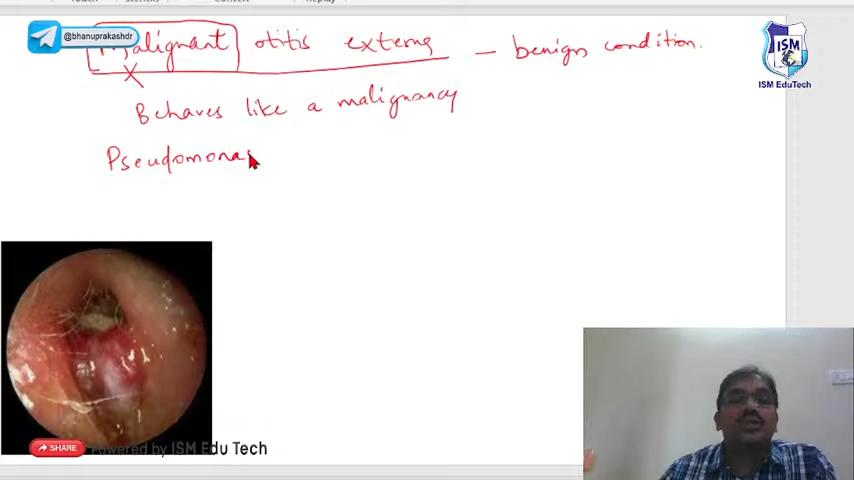 @bhanuprakashdr
Malignant otitis externa – benign condition.
X
Behaves like a malignancy
Pseudomonas
ISM
ISM EduTech
SHARE
Powered by ISM Edu Tech